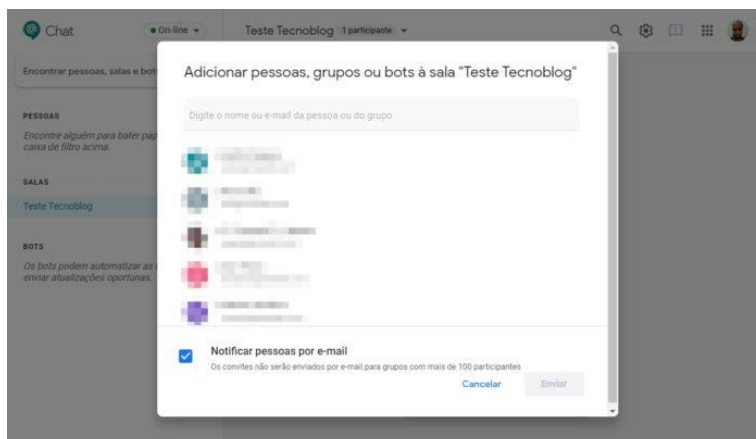 Chat
On-line
Teste Tecnoblog 1 participante
Encontrar pessoas, salas e bot
PESSOAS
Encontre alguém para bater pap
caixa de filtro acima.
SALAS
Teste Tecnoblog
BOTS
Os bots podem automatizar as t
enviar atualizações oportunas.
Adicionar pessoas, grupos ou bots à sala "Teste Tecnoblog"
Digite o nome ou e-mail da pessoa ou do grupo
Notificar pessoas por e-mail
Os convites não serão enviados por e-mail para grupos com mais de 100 participantes
Cancelar
Enviar